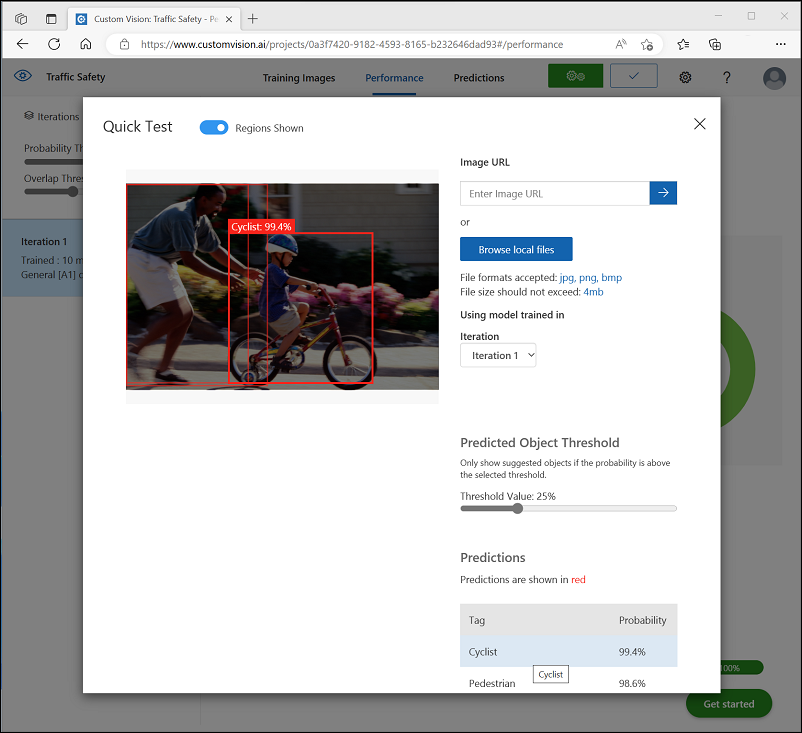 Custom Vision: Traffic Safety - Pe
https://www.customvision.ai/projects/0a3f7420-9182-4593-8165-b232646dad93#/performance
Traffic Safety
Training Images
Performance
Predictions
?
Iterations
Probability Th
Overlap Thres
Iteration 1
Trained : 10 m
General [A1] c
Quick Test
Regions Shown
Cyclist: 99.4%
Image URL
Enter Image URL
or
Browse local files
File formats accepted: jpg, png, bmp
File size should not exceed: 4mb
Using model trained in
Iteration
Iteration 1
Predicted Object Threshold
Only show suggested objects if the probability is above
the selected threshold.
Threshold Value: 25%
Predictions
Predictions are shown in red
Tag Probability
Cyclist 99.4%
Cyclist
Pedestrian 98.6%
100%
Get started